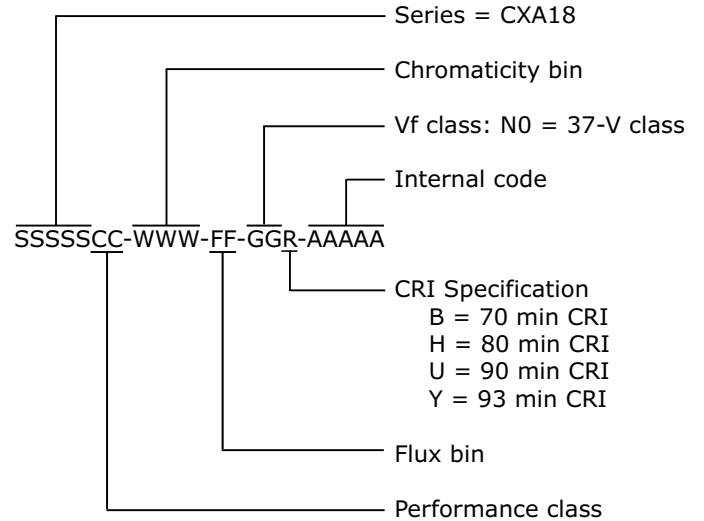 Series = CXA18
Chromaticity bin
Vf class: N0 = 37-V class
Internal code
SSSSSCC-WWW-FF-GGR-AAAAA
CRI Specification
B = 70 min CRI
H = 80 min CRI
U = 90 min CRI
Y = 93 min CRI
Flux bin
Performance class